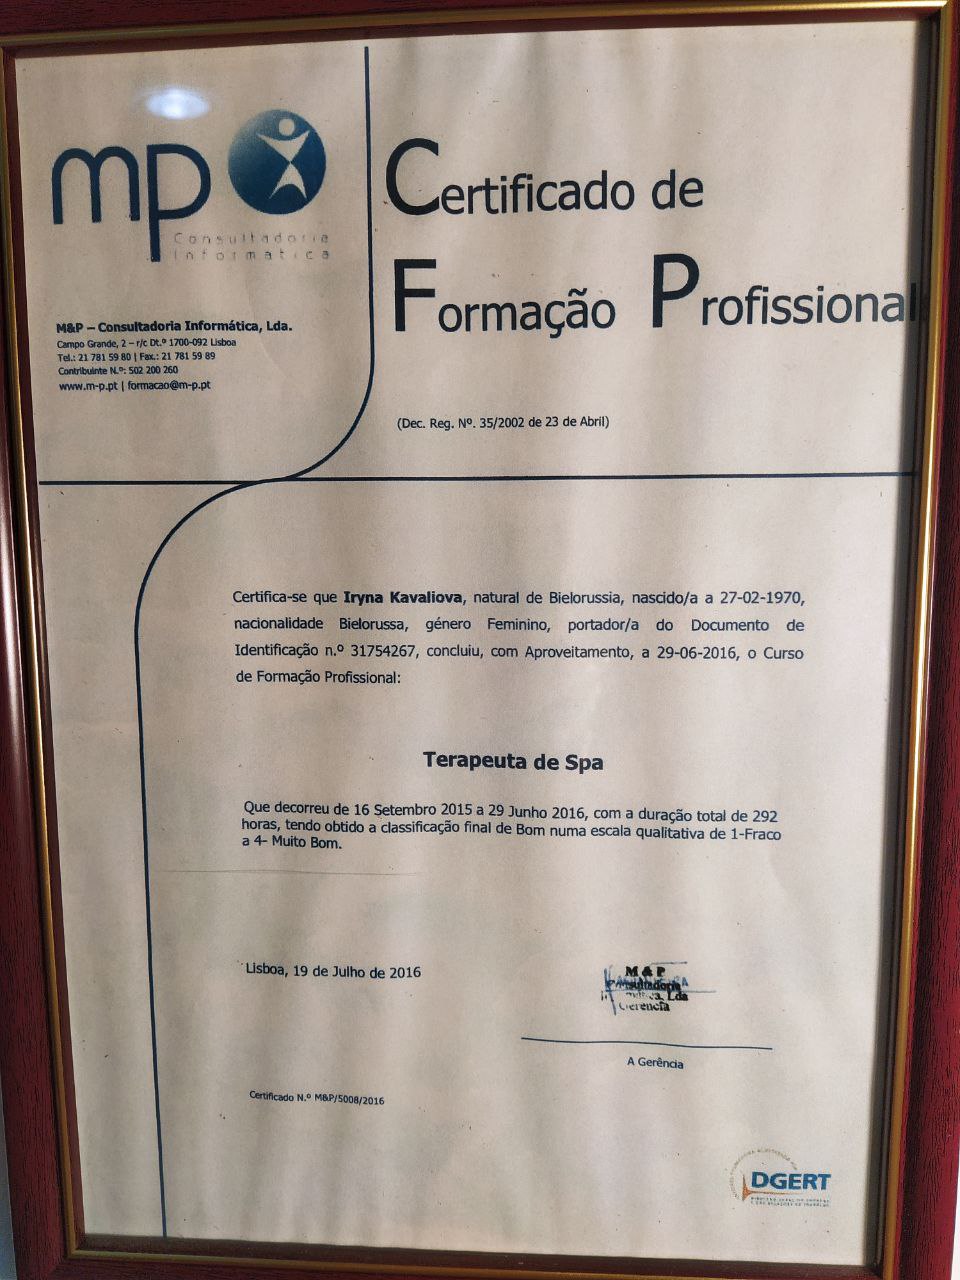 mp
Consultadoria
Informatica
Certificado de
Formação Profissional
M&P – Consultadoria Informática, Lda.
Campo Grande, 2 – r/c Dt.º 1700-092 Lisboa
Tel.: 21 781 59 80 | Fax.: 21 781 59 89
Contribuinte N.º: 502 200 260
www.m-p.pt | formacao@m-p.pt
(Dec. Reg. Nº. 35/2002 de 23 de Abril)
Certifica-se que Iryna Kavaliova, natural de Bielorussia, nascido/a a 27-02-1970,
nacionalidade Bielorussa, género Feminino, portador/a do Documento de
Identificação n.º 31754267, concluiu, com Aproveitamento, a 29-06-2016, o Curso
de Formação Profissional:
Terapeuta de Spa
Que decorreu de 16 Setembro 2015 a 29 Junho 2016, com a duração total de 292
horas, tendo obtido a classificação final de Bom numa escala qualitativa de 1-Fraco
a 4- Muito Bom.
Lisboa, 19 de Julho de 2016
M & P
Lda
Gerência
A Gerência
Certificado N.º M&P/5008/2016
DGERT